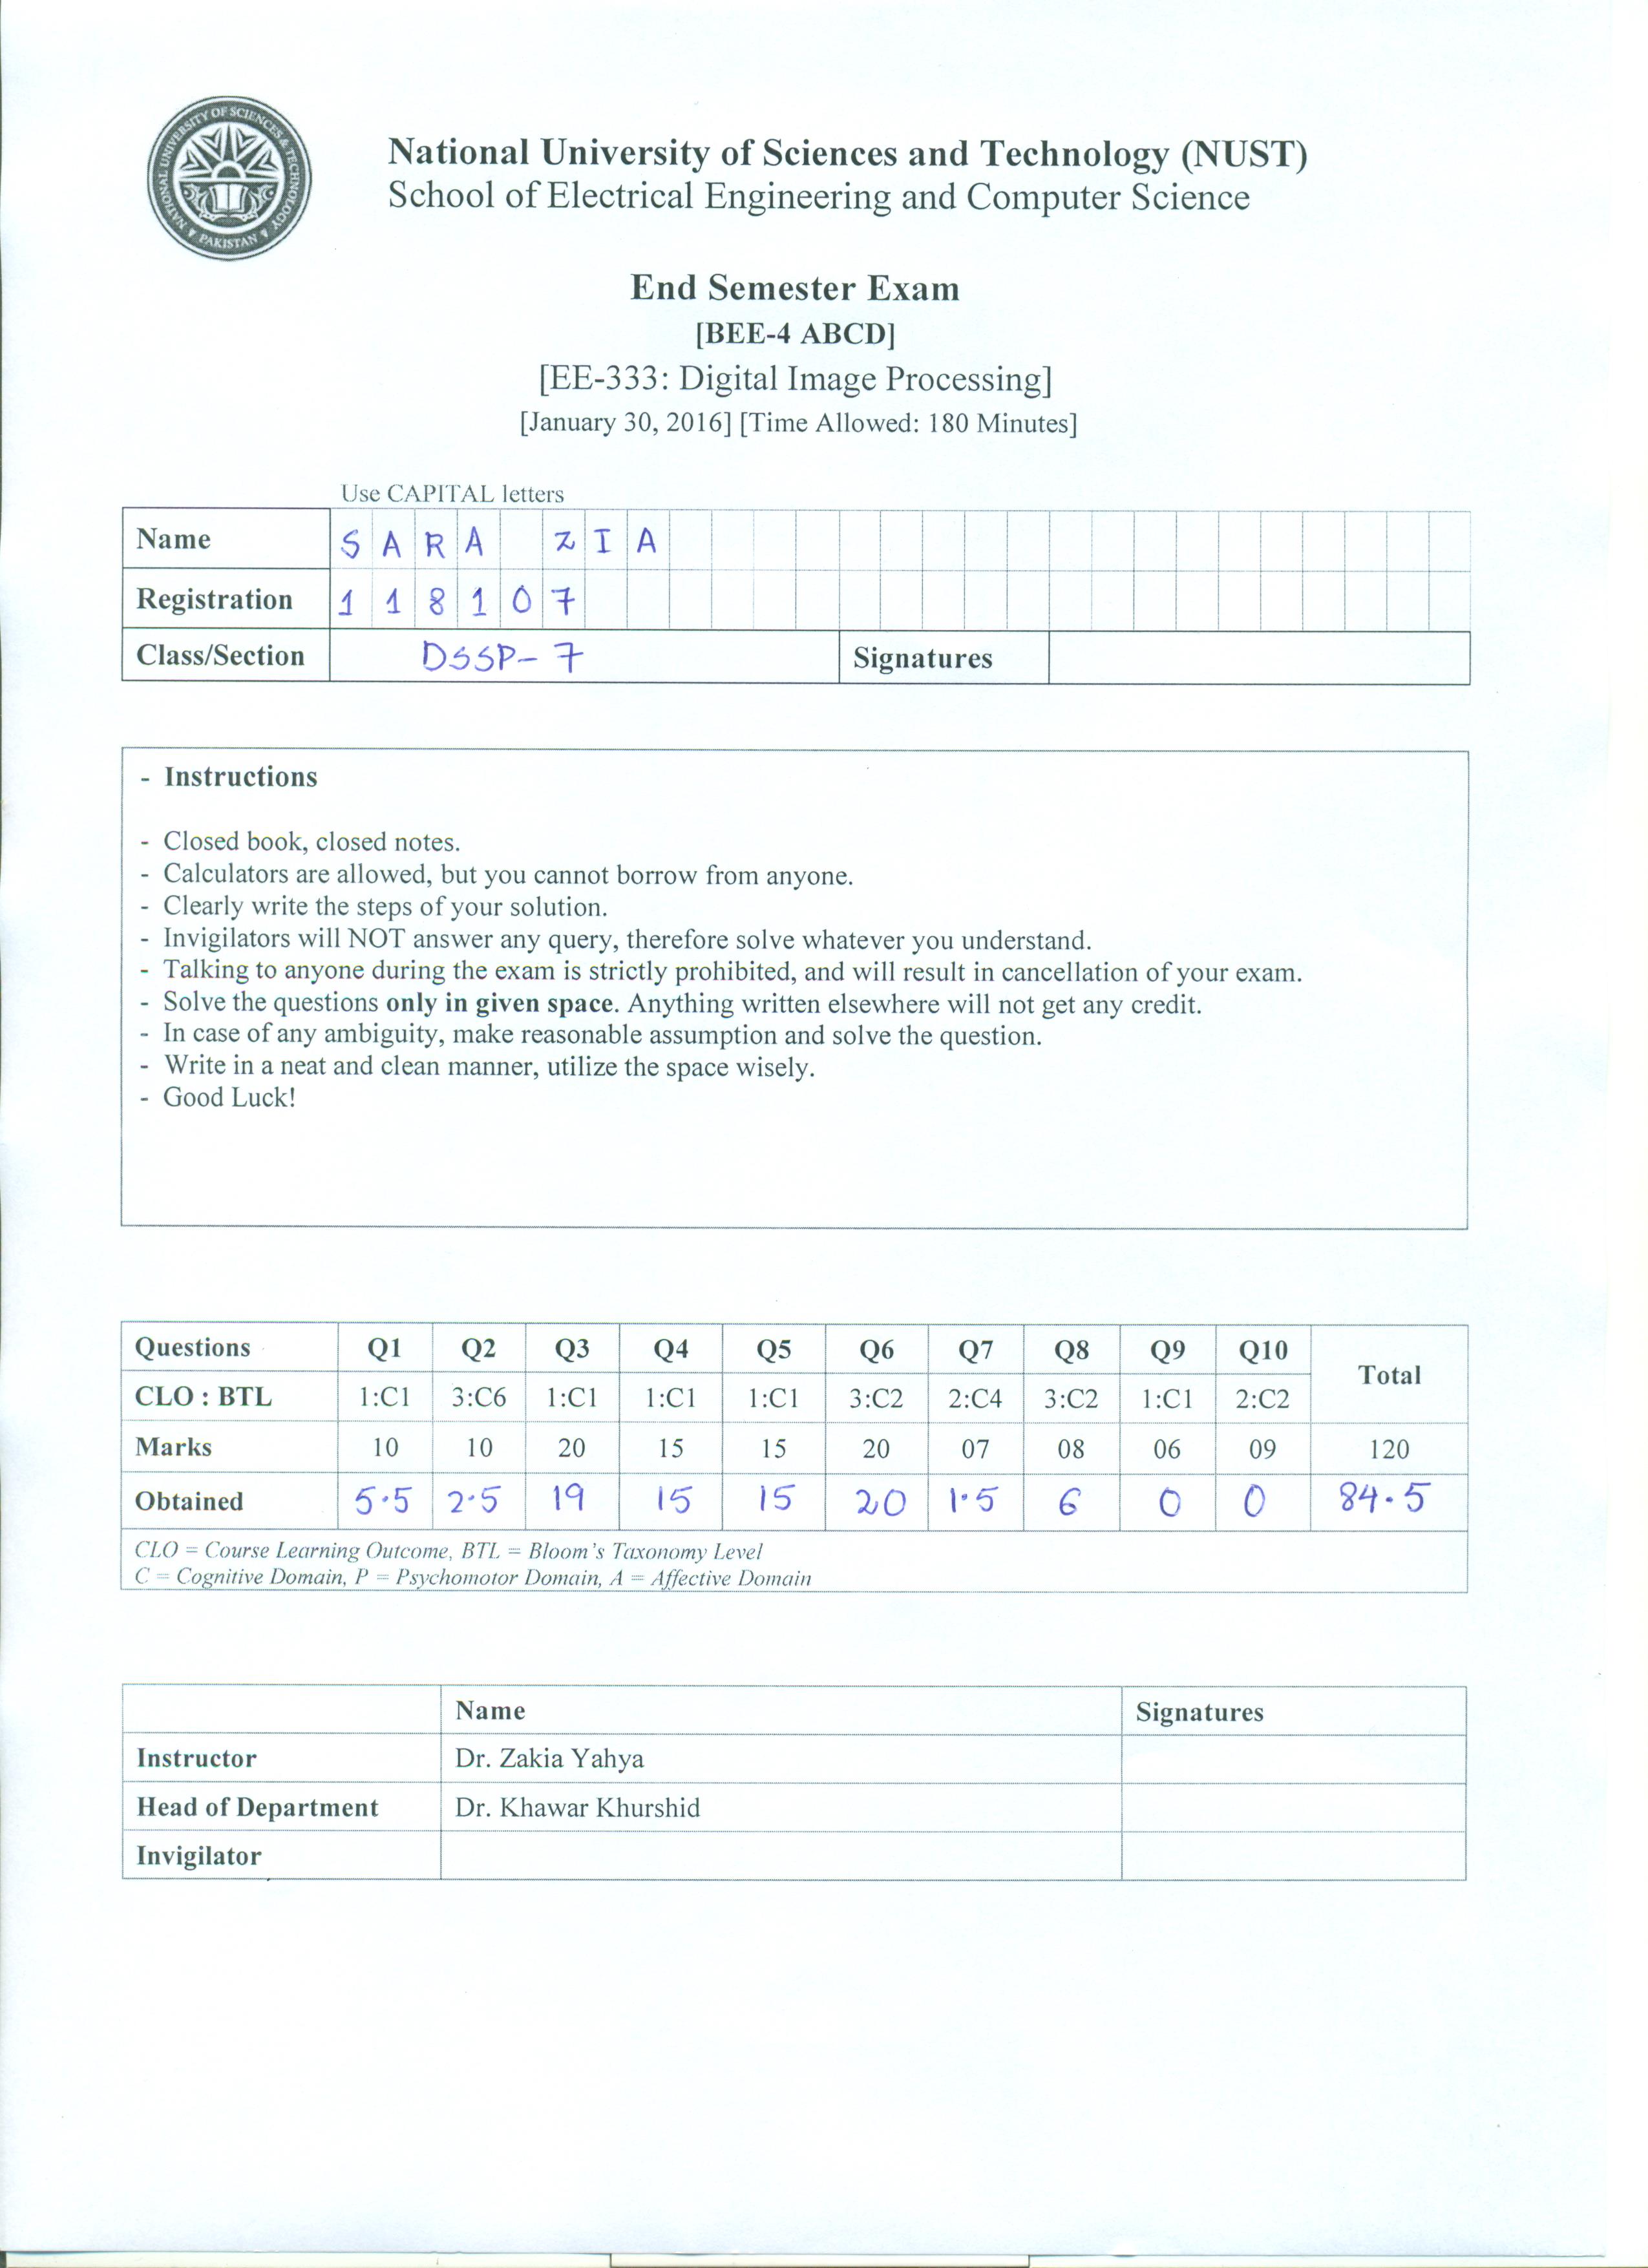 NATIONAL UNIVERSITY OF SCIENCES & TECHNOLOGY
PAKISTAN
National University of Sciences and Technology (NUST)
School of Electrical Engineering and Computer Science
End Semester Exam
[BEE-4 ABCD]
[EE-333: Digital Image Processing]
[January 30, 2016] [Time Allowed: 180 Minutes]
Use CAPITAL letters
Name SARA ZIA
Registration 118107
Class/Section DSSP-7 Signatures
- Instructions
- Closed book, closed notes.
- Calculators are allowed, but you cannot borrow from anyone.
- Clearly write the steps of your solution.
- Invigilators will NOT answer any query, therefore solve whatever you understand.
- Talking to anyone during the exam is strictly prohibited, and will result in cancellation of your exam.
- Solve the questions only in given space. Anything written elsewhere will not get any credit.
- In case of any ambiguity, make reasonable assumption and solve the question.
- Write in a neat and clean manner, utilize the space wisely.
- Good Luck!
Questions Q1 Q2 Q3 Q4 Q5 Q6 Q7 Q8 Q9 Q10 Total
CLO : BTL 1:C1 3:C6 1:C1 1:C1 1:C1 3:C2 2:C4 3:C2 1:C1 2:C2
Marks 10 10 20 15 15 20 07 08 06 09 120
Obtained 5.5 2.5 19 15 15 20 1.5 6 0 0 84.5
CLO = Course Learning Outcome, BTL = Bloom's Taxonomy Level
C = Cognitive Domain, P = Psychomotor Domain, A = Affective Domain
Name Signatures
Instructor Dr. Zakia Yahya
Head of Department Dr. Khawar Khurshid
Invigilator